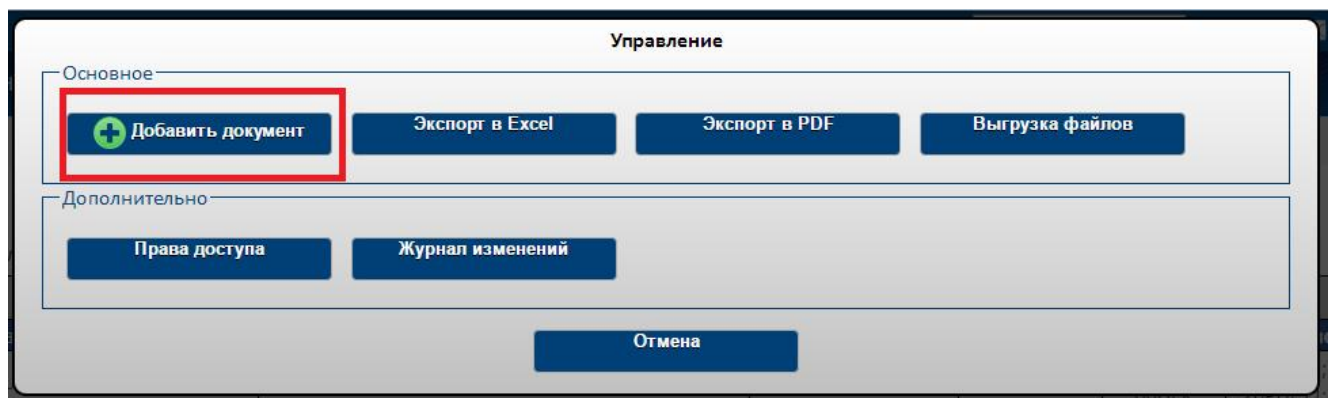 Управление
Основное
Добавить документ
Экспорт в Excel
Экспорт в PDF
Выгрузка файлов
Дополнительно
Права доступа
Журнал изменений
Отмена